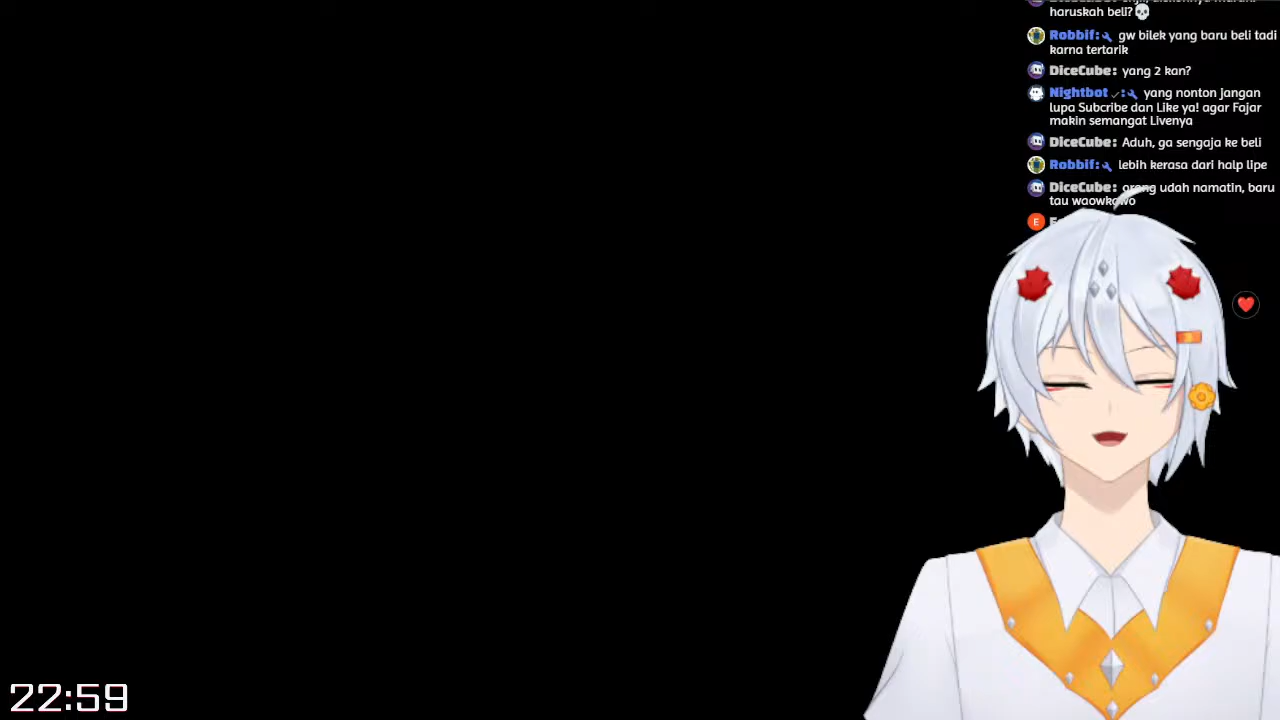 haruskah beli?💀
Robbif: gw bilek yang baru beli tadi
karna tertarik
DiceCube: yang 2 kan?
Nightbot ✓: yang nonton jangan
lupa Subcribe dan Like ya! agar Fajar
makin semangat Livenya
DiceCube: Aduh, ga sengaja ke beli
Robbif: lebih kerasa dari halp lipe
DiceCube: orang udah namatin, baru
tau waowkawo
E
22:59